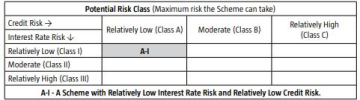 Potential Risk Class (Maximum risk the Scheme can take)
Credit Risk →
Relatively Low (Class A)
Moderate (Class B)
Relatively High
(Class C)
Interest Rate Risk ↓
Relatively Low (Class I)
A-I
Moderate (Class II)
Relatively High (Class III)
A-I - A Scheme with Relatively Low Interest Rate Risk and Relatively Low Credit Risk.